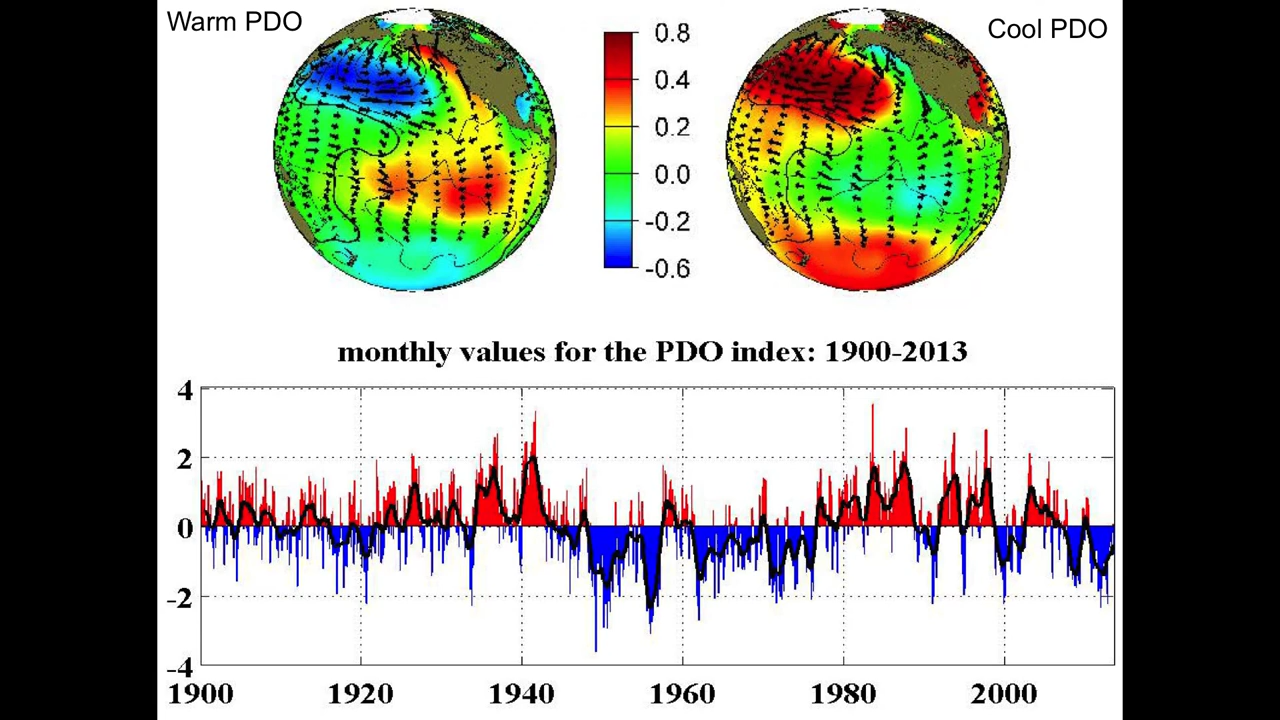 Warm PDO
Cool PDO
0.8
0.4
0.2
0.0
-0.2
-0.6
monthly values for the PDO index: 1900-2013
4
2
0
-2
-4
1900 1920 1940 1960 1980 2000